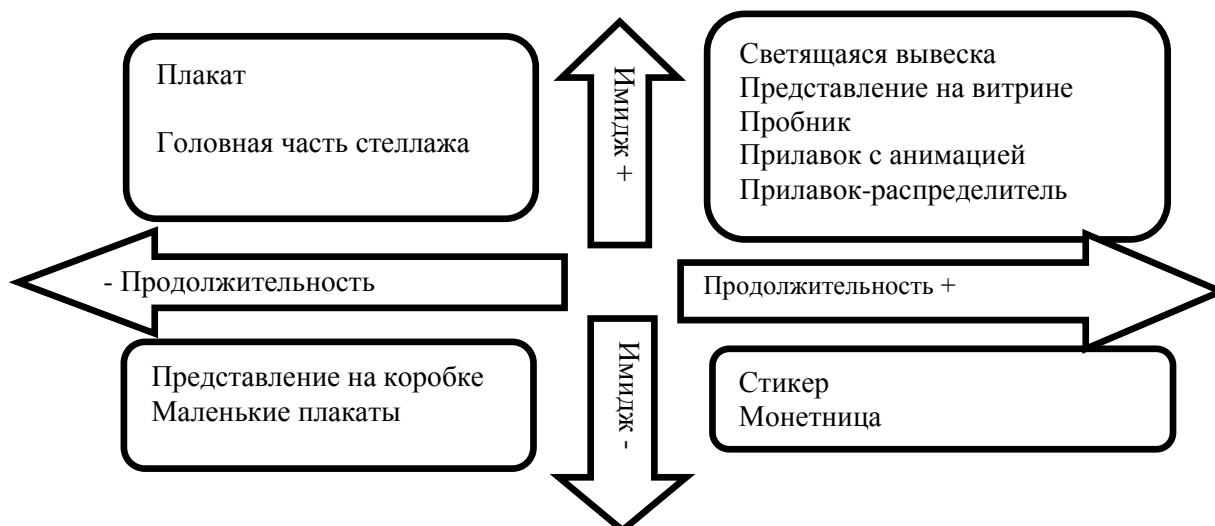 Плакат
Головная часть стеллажа
Имидж +
Светящаяся вывеска
Представление на витрине
Пробник
Прилавок с анимацией
Прилавок-распределитель
- Продолжительность
Продолжительность +
Представление на коробке
Маленькие плакаты
Имидж -
Стикер
Монетница